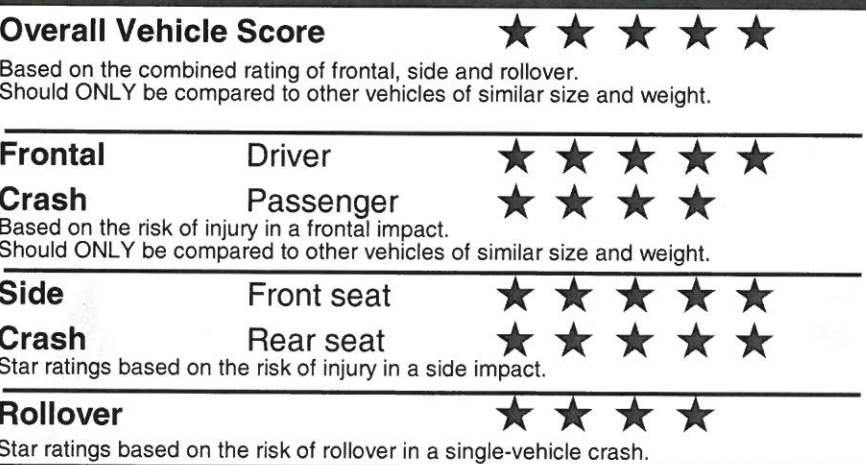 Overall Vehicle Score ★ ★ ★ ★ ★
Based on the combined rating of frontal, side and rollover.
Should ONLY be compared to other vehicles of similar size and weight.
Frontal Driver ★ ★ ★ ★ ★
Crash Passenger ★ ★ ★ ★
Based on the risk of injury in a frontal impact.
Should ONLY be compared to other vehicles of similar size and weight.
Side Front seat ★ ★ ★ ★ ★
Crash Rear seat ★ ★ ★ ★ ★
Star ratings based on the risk of injury in a side impact.
Rollover ★ ★ ★ ★
Star ratings based on the risk of rollover in a single-vehicle crash.